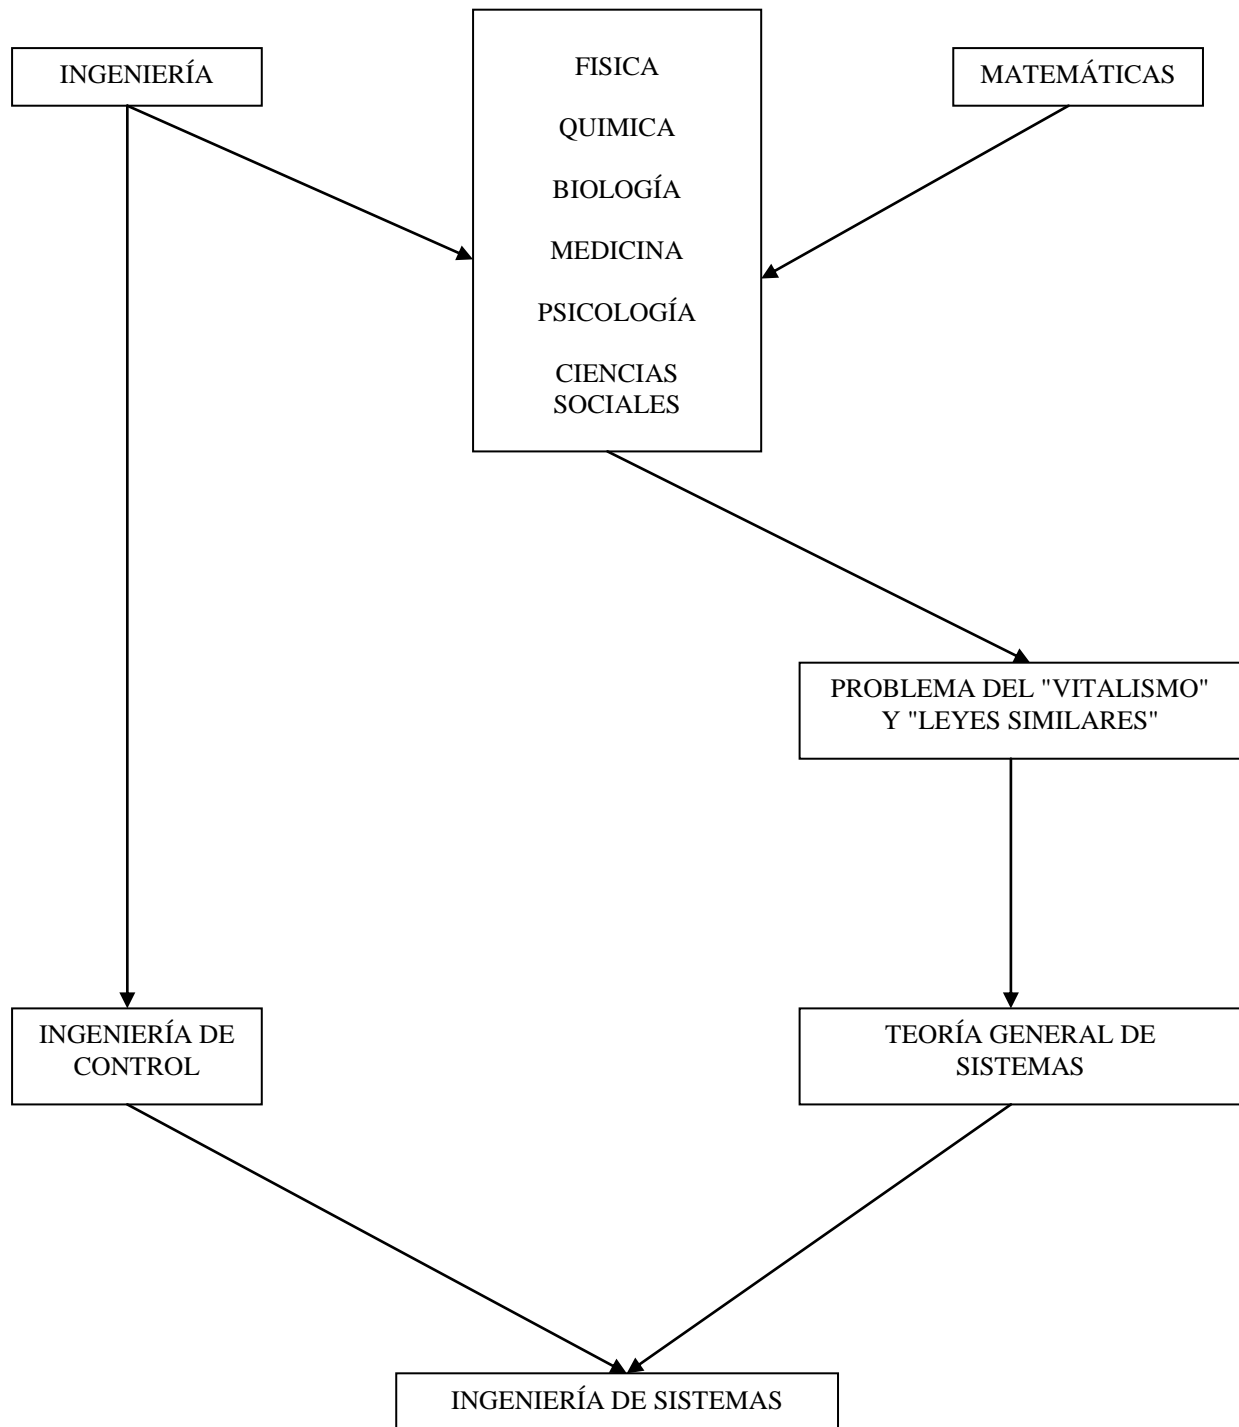 INGENIERÍA
FISICA
QUIMICA
BIOLOGÍA
MEDICINA
PSICOLOGÍA
CIENCIAS
SOCIALES
MATEMÁTICAS
PROBLEMA DEL "VITALISMO"
Y "LEYES SIMILARES"
INGENIERÍA DE
CONTROL
TEORÍA GENERAL DE
SISTEMAS
INGENIERÍA DE SISTEMAS